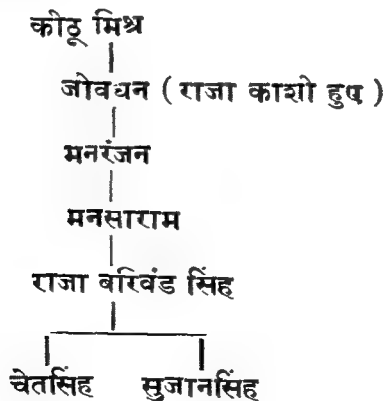 कीठू मिश्र
जीवधन ( राजा काशी हुए )
मनरंजन
मनसाराम
राजा बरिवंड सिंह
चेतसिंह सुजानसिंह